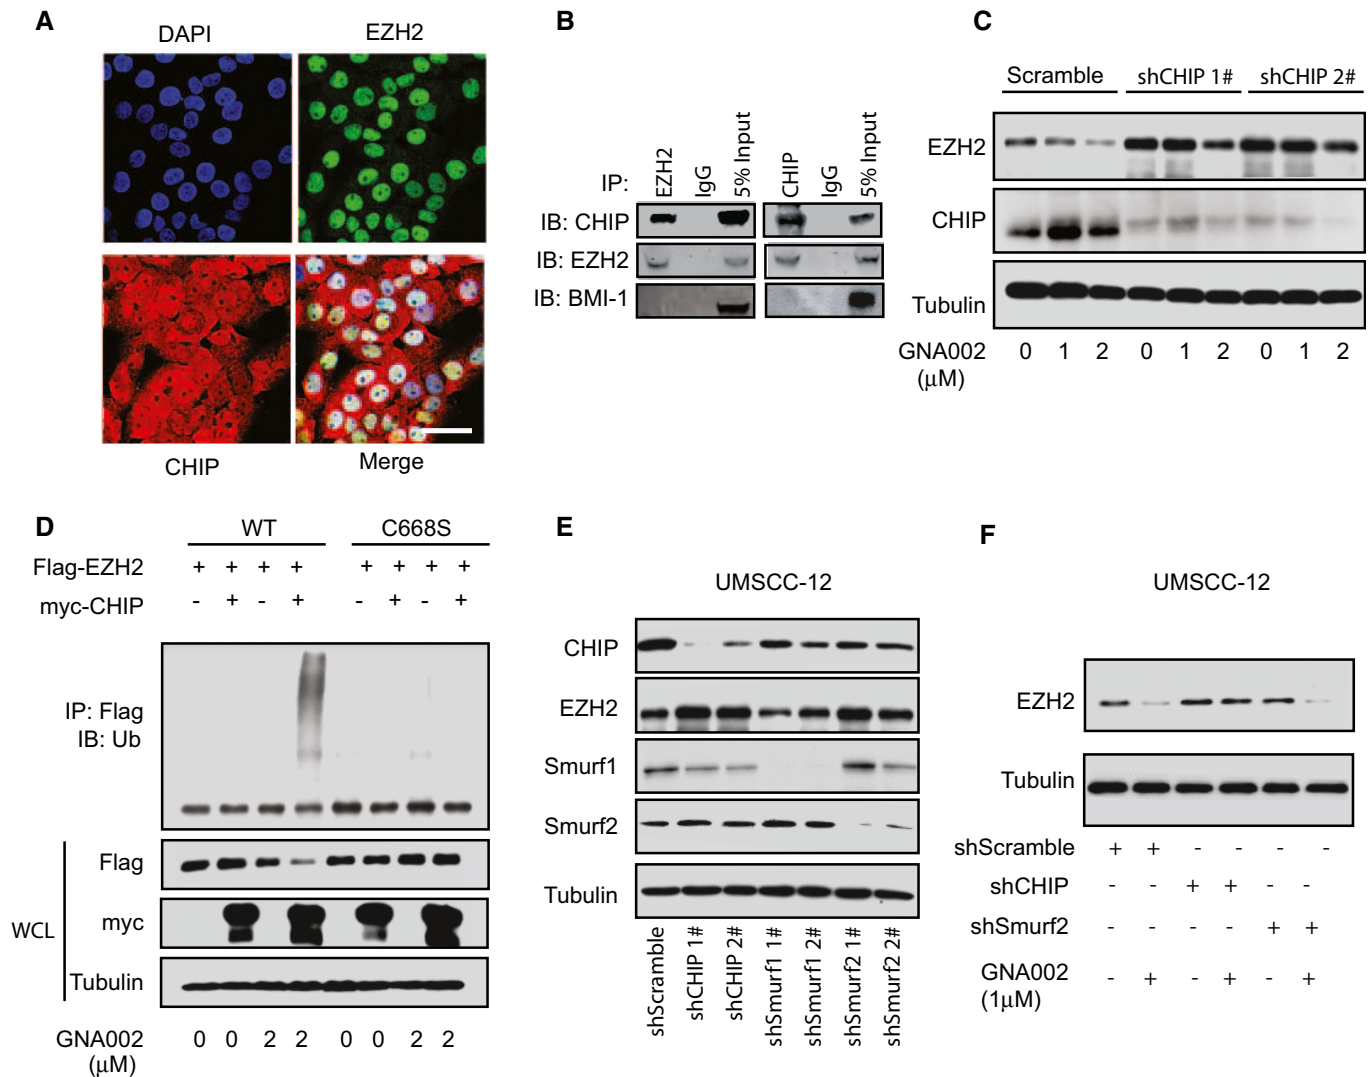 A
DAPI
EZH2
CHIP
Merge
B
IP:
EZH2
IgG
5% Input
CHIP
IgG
5% Input
IB: CHIP
IB: EZH2
IB: BMI-1
C
Scramble
shCHIP 1#
shCHIP 2#
EZH2
CHIP
Tubulin
GNA002 0 1 2 0 1 2 0 1 2
(μM)
D
WT
C668S
Flag-EZH2 + + + + + + + +
myc-CHIP - + - + - + - +
IP: Flag
IB: Ub
WCL
Flag
myc
Tubulin
GNA002 0 0 2 2 0 0 2 2
(μM)
E
UMSCC-12
CHIP
EZH2
Smurf1
Smurf2
Tubulin
shScramble
shCHIP 1#
shCHIP 2#
shSmurf1 1#
shSmurf1 2#
shSmurf2 1#
shSmurf2 2#
F
UMSCC-12
EZH2
Tubulin
shScramble + + - - - -
shCHIP - - + + - -
shSmurf2 - - - - + +
GNA002 - + - + - +
(1μM)